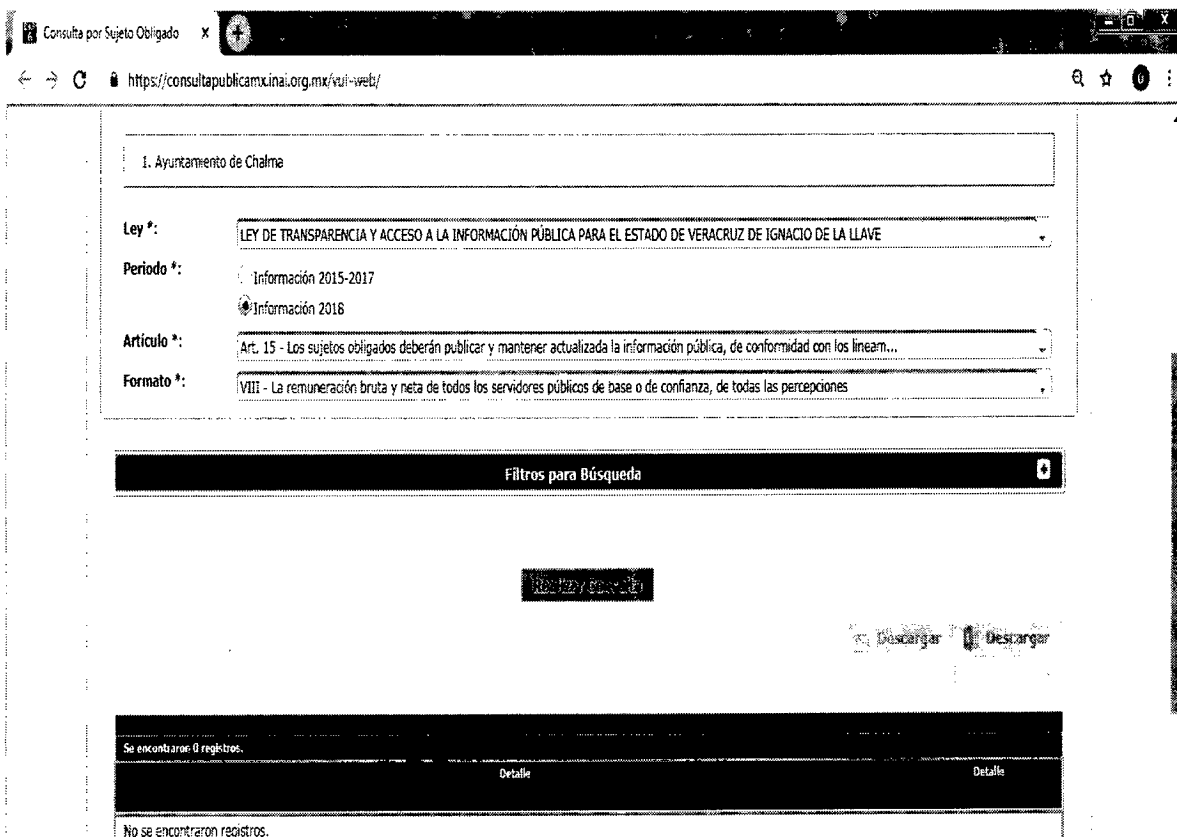 Consulta por Sujeto Obligado x
https://consultapublicamx.inai.org.mx/vut-web/
1. Ayuntamiento de Chalma
Ley *: LEY DE TRANSPARENCIA Y ACCESO A LA INFORMACIÓN PÚBLICA PARA EL ESTADO DE VERACRUZ DE IGNACIO DE LA LLAVE
Periodo *: Información 2015-2017
Información 2018
Artículo *: Art. 15 - Los sujetos obligados deberán publicar y mantener actualizada la información pública, de conformidad con los lineam...
Formato *: VIII - La remuneración bruta y neta de todos los servidores públicos de base o de confianza, de todas las percepciones
Filtros para Búsqueda
Realizar Consulta
Descargar Descargar
Se encontraron 0 registros.
Detalle Detalle
No se encontraron registros.